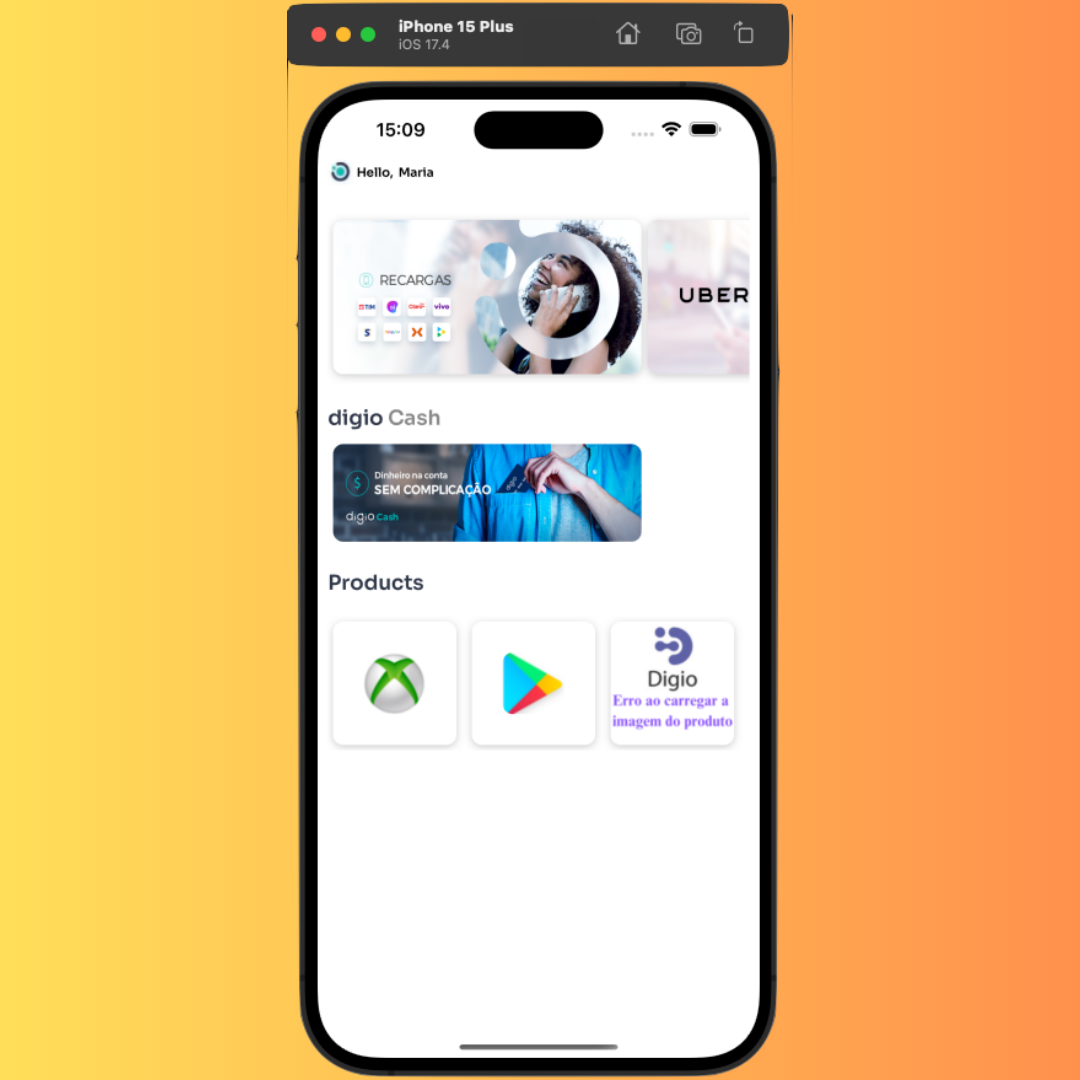 iPhone 15 Plus
iOS 17.4
15:09
Hello, Maria
RECARGAS
TIM
Claro
vivo
UBER
digio Cash
Dinheiro na conta
SEM COMPLICAÇÃO
digio Cash
Products
Digio
Erro ao carregar a
imagem do produto